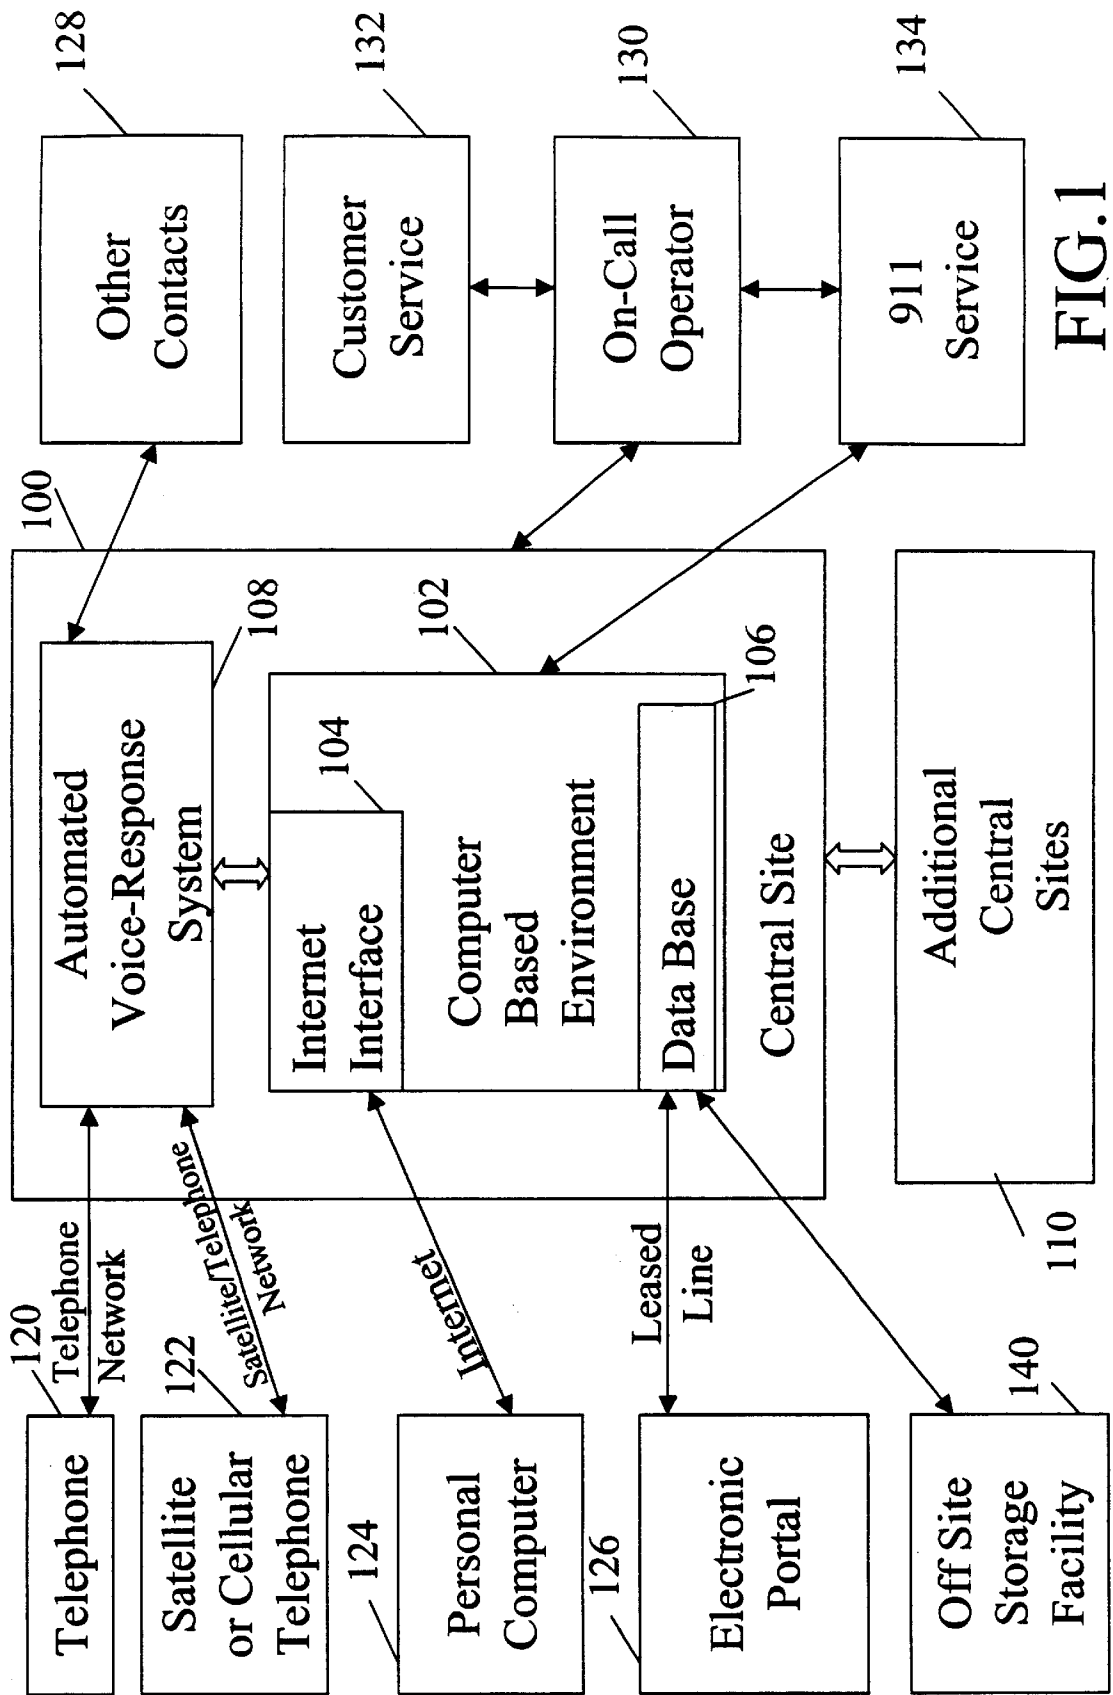 120
Telephone
Telephone
Network
122
Satellite
or Cellular
Telephone
Satellite/Telephone
Network
124
Personal
Computer
Internet
126
Electronic
Portal
Leased
Line
140
Off Site
Storage
Facility
100
Automated
Voice-Response
System
108
Internet
Interface
104
102
Computer
Based
Environment
Data Base
106
Central Site
Additional
Central
Sites
110
Other
Contacts
128
Customer
Service
132
On-Call
Operator
130
911
Service
134
FIG.1